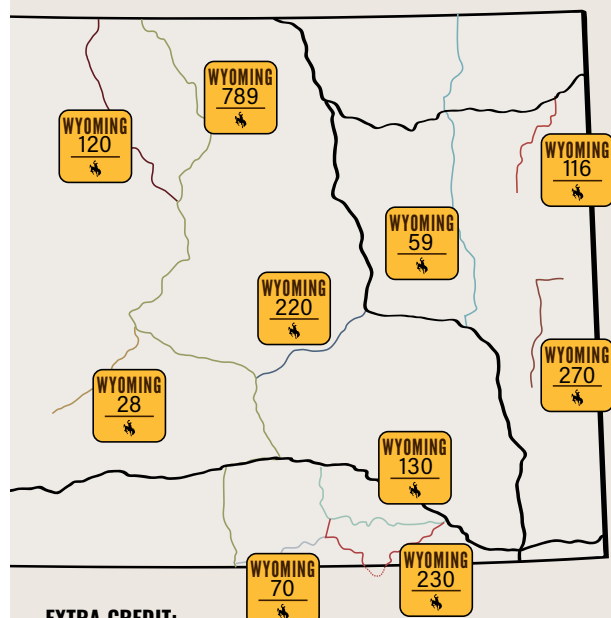 WYOMING
789
WYOMING
120
WYOMING
116
WYOMING
59
WYOMING
220
WYOMING
270
WYOMING
28
WYOMING
130
WYOMING
70
WYOMING
230
EXTRA CREDIT: